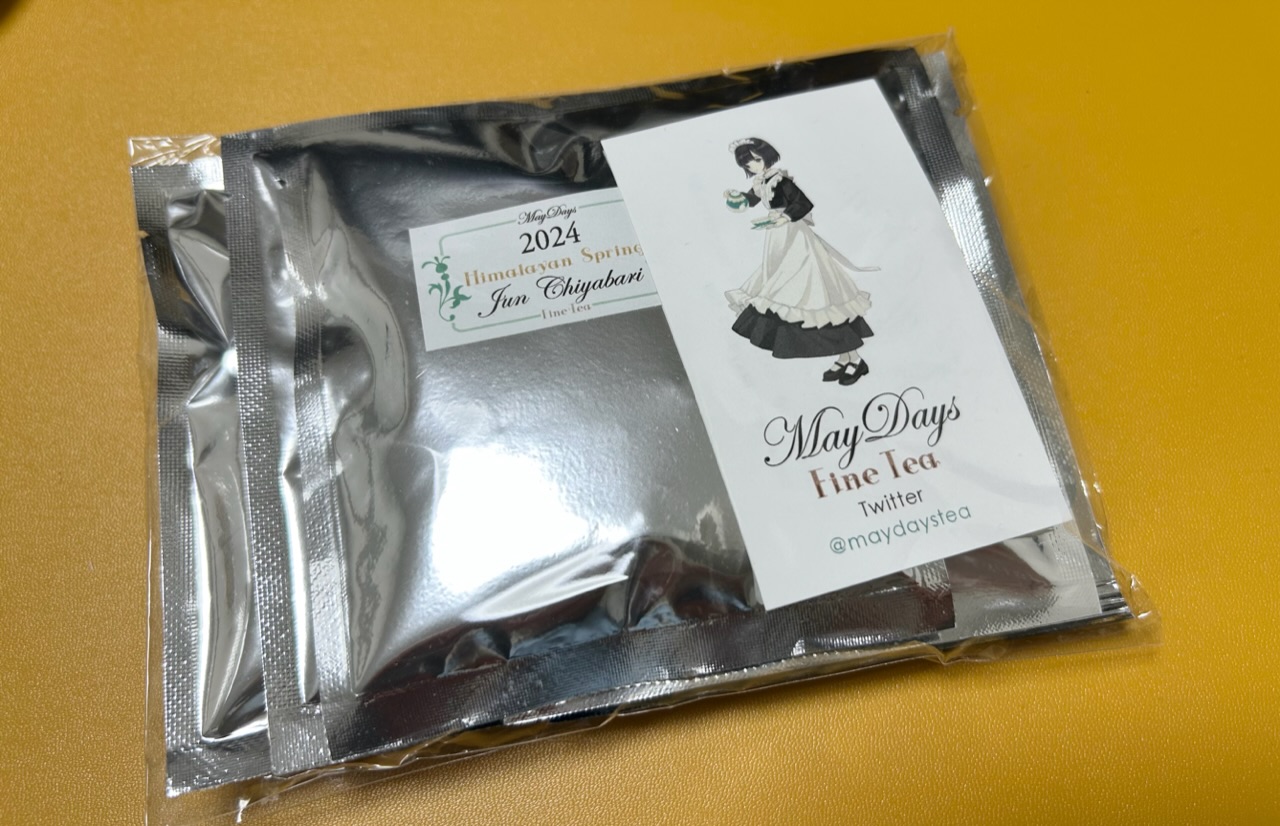 MayDays
2024
Himalayan Spring
Jun Chiyabari
Fine Tea
MayDays
Fine Tea
Twitter
@maydaystea